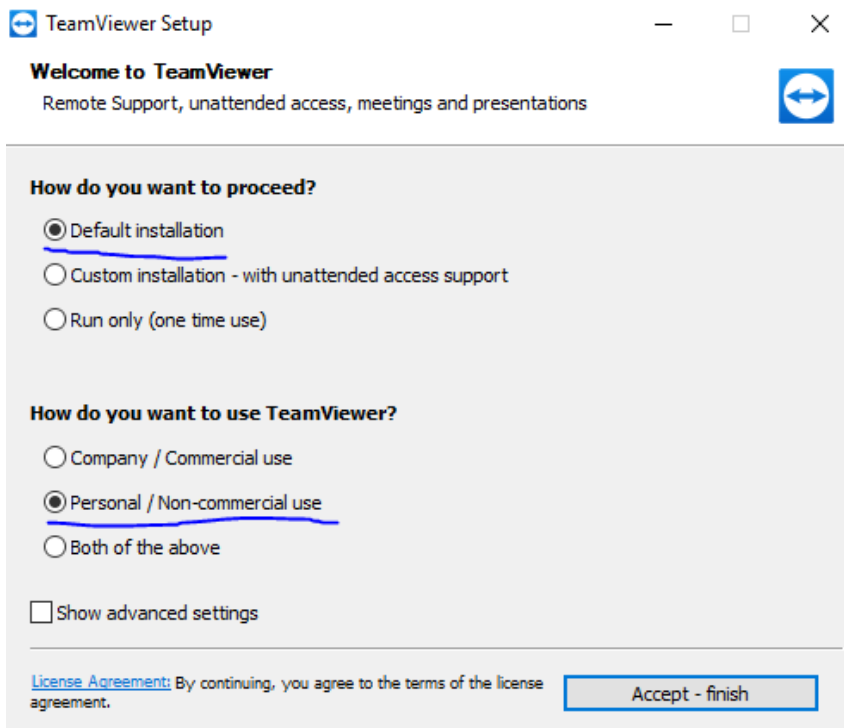 TeamViewer Setup
Welcome to TeamViewer
Remote Support, unattended access, meetings and presentations
How do you want to proceed?
Default installation
Custom installation - with unattended access support
Run only (one time use)
How do you want to use TeamViewer?
Company / Commercial use
Personal / Non-commercial use
Both of the above
Show advanced settings
License Agreement: By continuing, you agree to the terms of the license
agreement.
Accept - finish